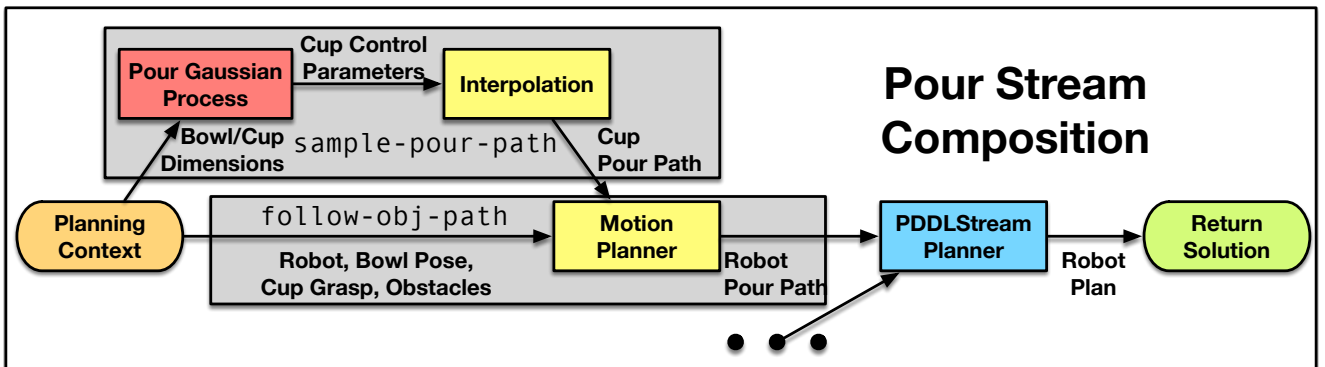 Cup Control
Parameters
Pour Gaussian
Process
Interpolation
Pour Stream
Composition
Bowl/Cup
Dimensions
sample-pour-path
Cup
Pour Path
Planning
Context
follow-obj-path
Motion
Planner
PDDLStream
Planner
Return
Solution
Robot, Bowl Pose,
Cup Grasp, Obstacles
Robot
Pour Path
Robot
Plan